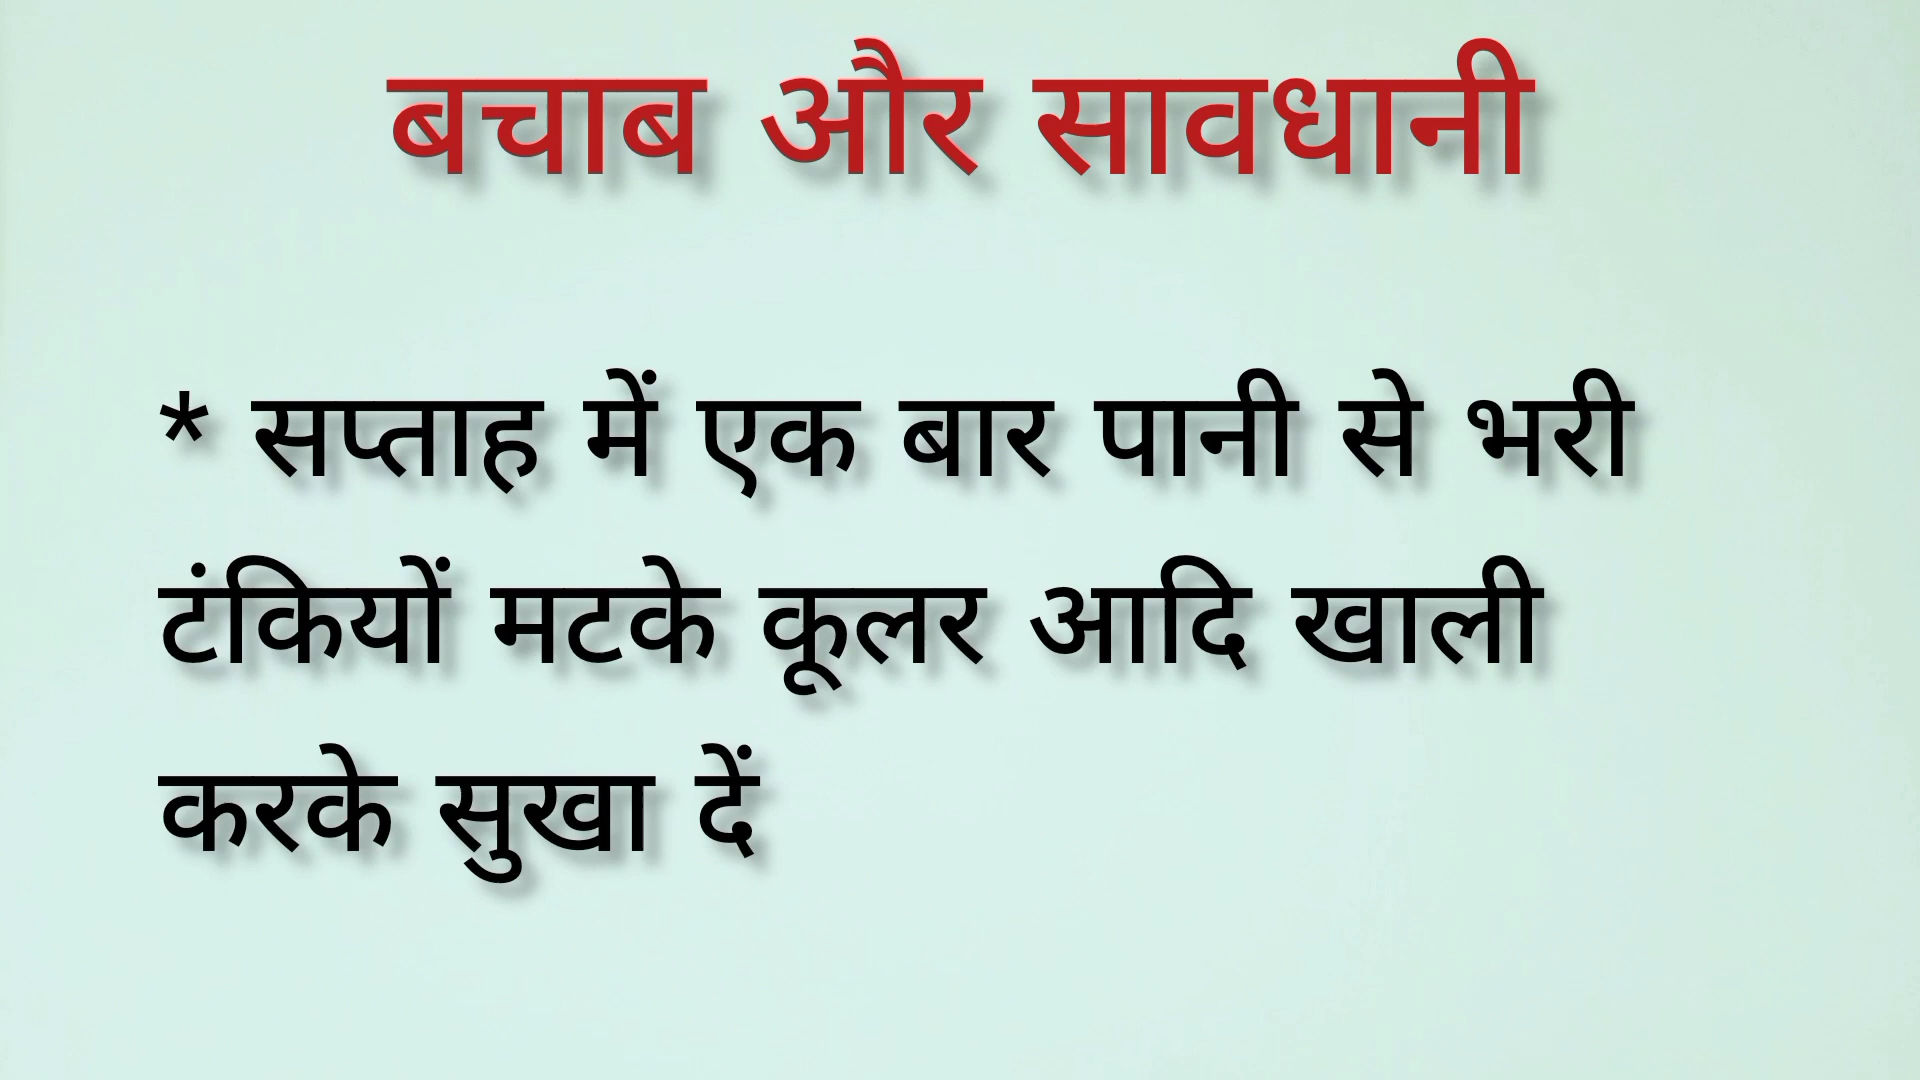 बचाब और सावधानी
* सप्ताह में एक बार पानी से भरी
टंकियों मटके कूलर आदि खाली
करके सुखा दें